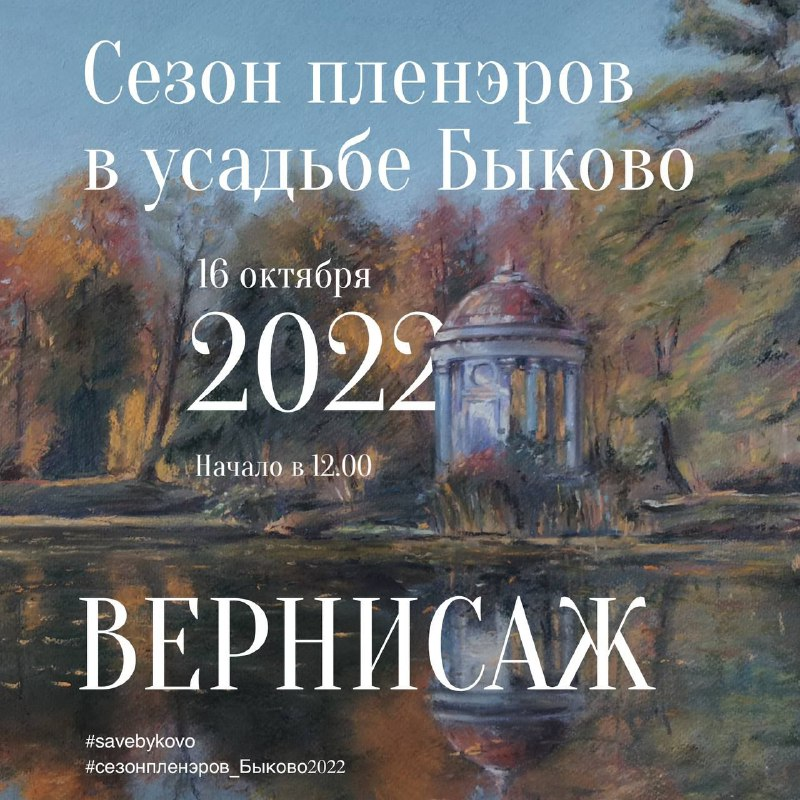 Сезон пленэров
в усадьбе Быково
16 октября
2022
Начало в 12.00
ВЕРНИСАЖ
#savebykovo
#сезонпленэров_Быково2022